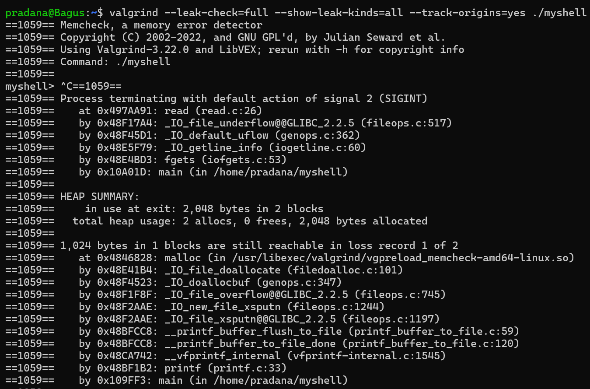 pradana@Bagus:~$ valgrind --leak-check=full --show-leak-kinds=all --track-origins=yes ./myshell
==1059== Memcheck, a memory error detector
==1059== Copyright (C) 2002-2022, and GNU GPL'd, by Julian Seward et al.
==1059== Using Valgrind-3.22.0 and LibVEX; rerun with -h for copyright info
==1059== Command: ./myshell
==1059==
myshell> ^C==1059==
==1059== Process terminating with default action of signal 2 (SIGINT)
==1059==    at 0x497AA91: read (read.c:26)
==1059==    by 0x48F17A4: _IO_file_underflow@@GLIBC_2.2.5 (fileops.c:517)
==1059==    by 0x48F45D1: _IO_default_uflow (genops.c:362)
==1059==    by 0x48E5F79: _IO_getline_info (iogetline.c:60)
==1059==    by 0x48E4BD3: fgets (iofgets.c:53)
==1059==    by 0x10A01D: main (in /home/pradana/myshell)
==1059==
==1059== HEAP SUMMARY:
==1059==     in use at exit: 2,048 bytes in 2 blocks
==1059==   total heap usage: 2 allocs, 0 frees, 2,048 bytes allocated
==1059==
==1059== 1,024 bytes in 1 blocks are still reachable in loss record 1 of 2
==1059==    at 0x4846828: malloc (in /usr/libexec/valgrind/vgpreload_memcheck-amd64-linux.so)
==1059==    by 0x48E41B4: _IO_file_doallocate (filedoalloc.c:101)
==1059==    by 0x48F4523: _IO_doallocbuf (genops.c:347)
==1059==    by 0x48F1F8F: _IO_file_overflow@@GLIBC_2.2.5 (fileops.c:745)
==1059==    by 0x48F2AAE: _IO_new_file_xsputn (fileops.c:1244)
==1059==    by 0x48F2AAE: _IO_file_xsputn@@GLIBC_2.2.5 (fileops.c:1197)
==1059==    by 0x48BFCC8: __printf_buffer_flush_to_file (printf_buffer_to_file.c:59)
==1059==    by 0x48BFCC8: __printf_buffer_to_file_done (printf_buffer_to_file.c:120)
==1059==    by 0x48CA742: __vfprintf_internal (vfprintf-internal.c:1545)
==1059==    by 0x48BF1B2: printf (printf.c:33)
==1059==    by 0x109FF3: main (in /home/pradana/myshell)
==1059==